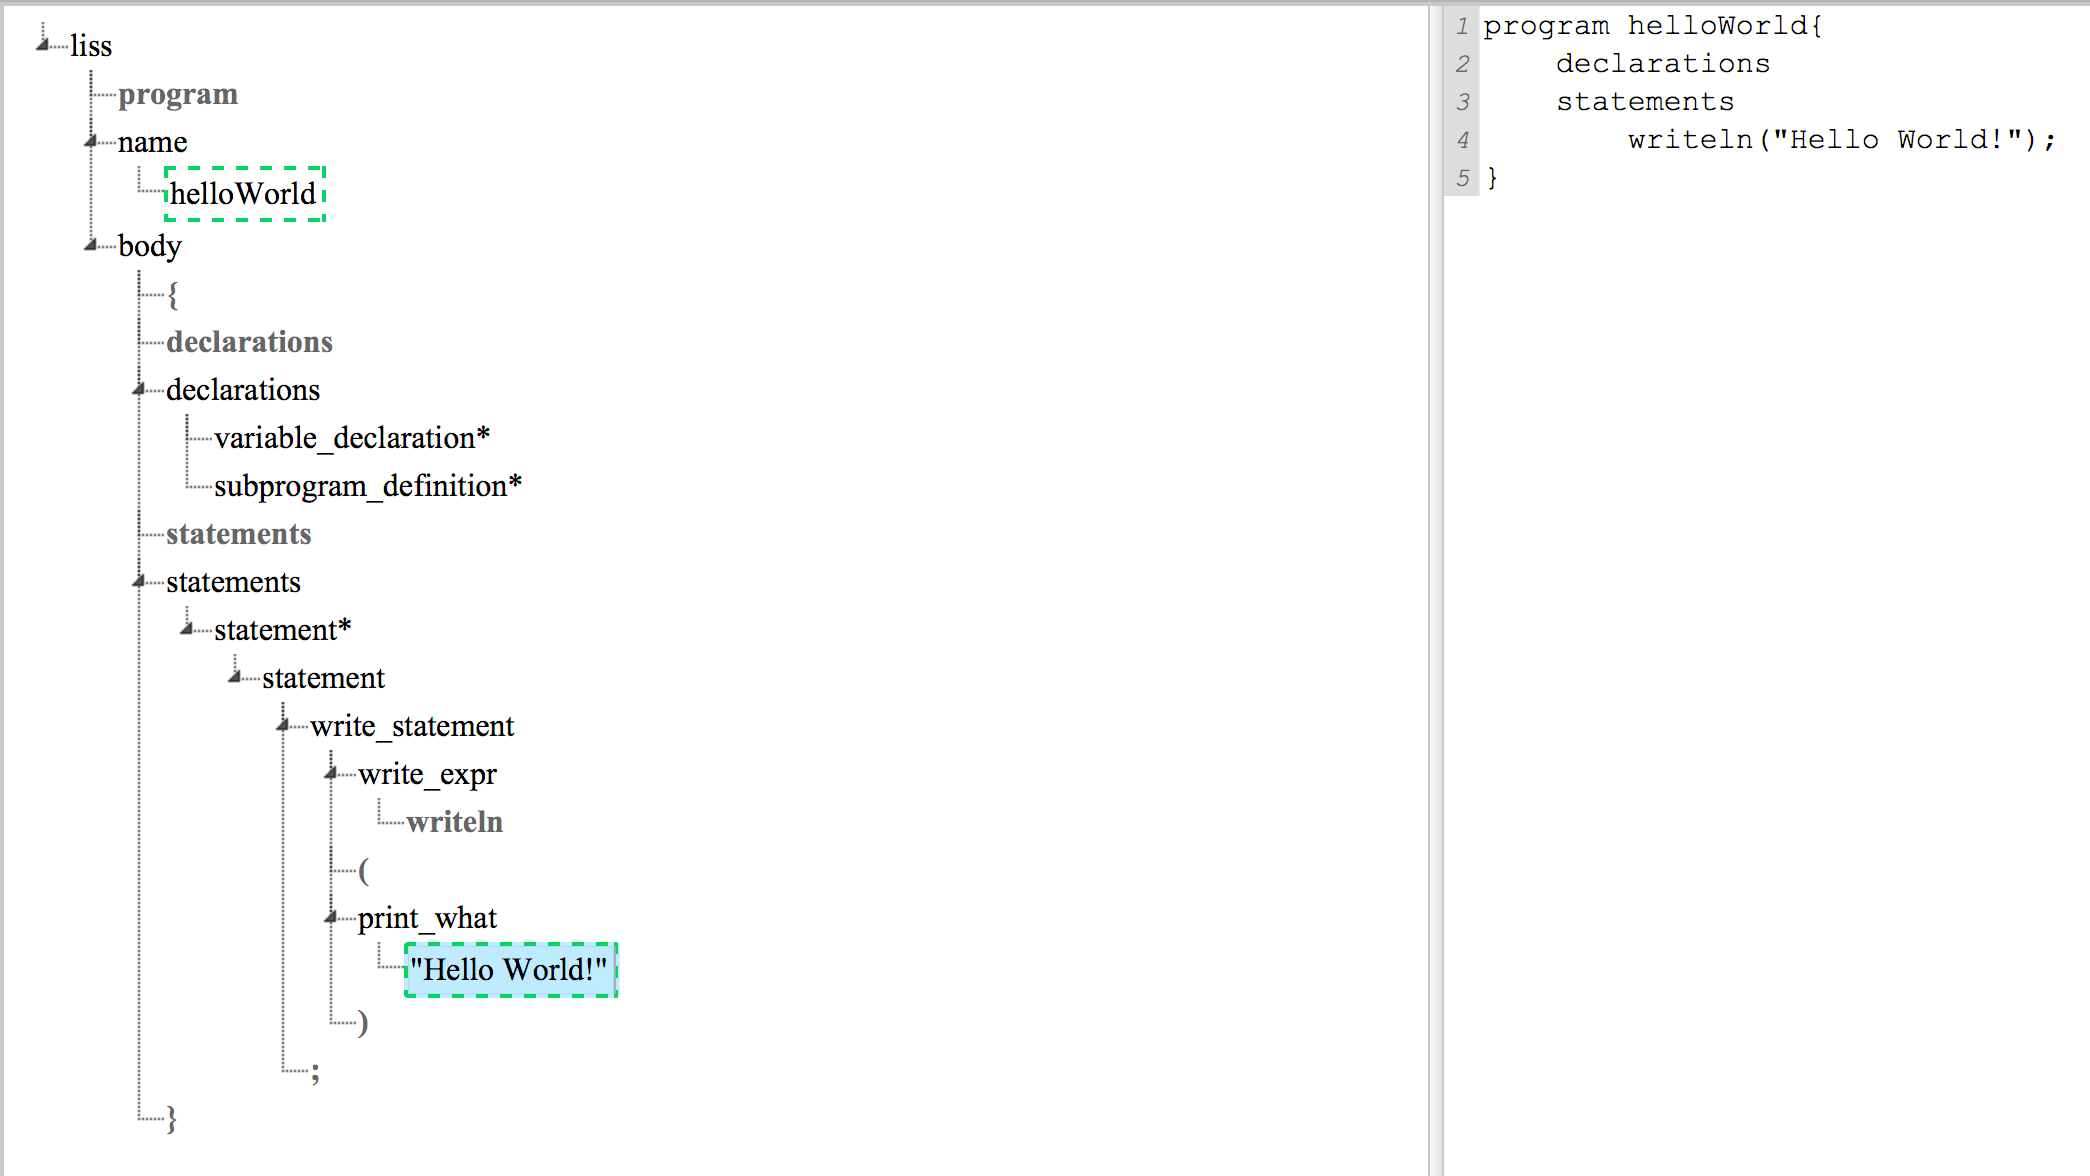 liss
program
name
helloWorld
body
{
declarations
declarations
variable_declaration*
subprogram_definition*
statements
statements
statement*
statement
write_statement
write_expr
writeln
(
print_what
"Hello World!"
)
;
}
1 program helloWorld{
2     declarations
3     statements
4         writeln("Hello World!");
5 }